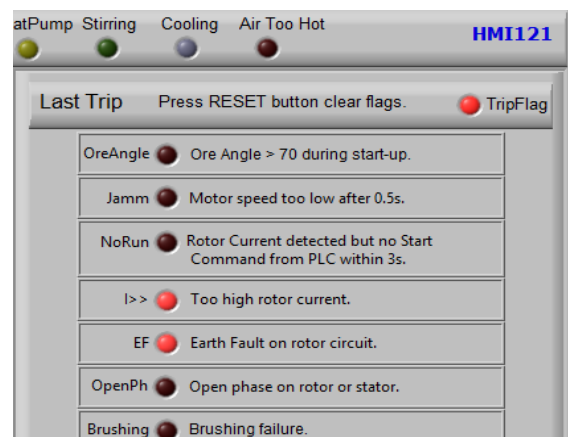 atPump Stirring Cooling Air Too Hot
HMI121
Last Trip Press RESET button clear flags. TripFlag
OreAngle Ore Angle > 70 during start-up.
Jamm Motor speed too low after 0.5s.
NoRun Rotor Current detected but no Start
Command from PLC within 3s.
I>> Too high rotor current.
EF Earth Fault on rotor circuit.
OpenPh Open phase on rotor or stator.
Brushing Brushing failure.